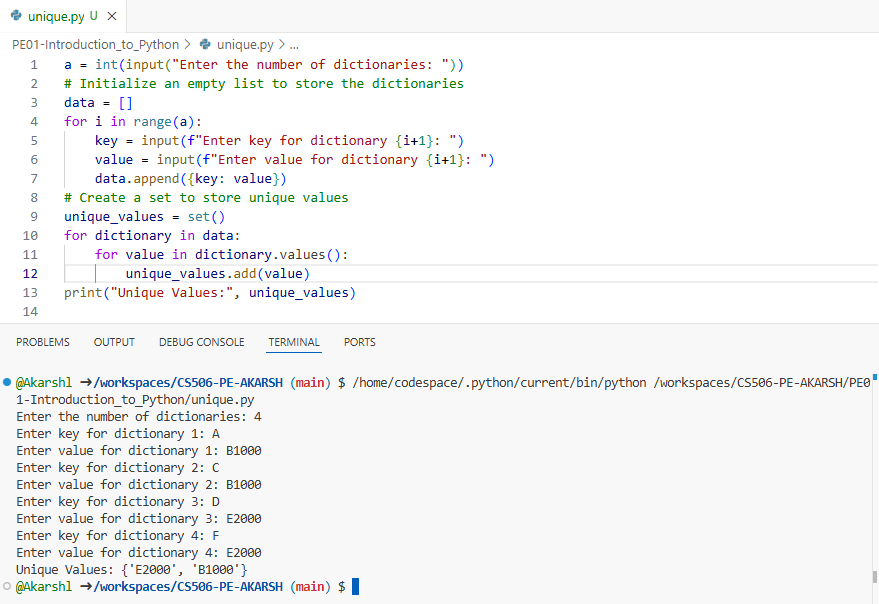 unique.py U ×
PE01-Introduction_to_Python > unique.py > ...
1 a = int(input("Enter the number of dictionaries: "))
2 # Initialize an empty list to store the dictionaries
3 data = []
4 for i in range(a):
5     key = input(f"Enter key for dictionary {i+1}: ")
6     value = input(f"Enter value for dictionary {i+1}: ")
7     data.append({key: value})
8 # Create a set to store unique values
9 unique_values = set()
10 for dictionary in data:
11     for value in dictionary.values():
12         unique_values.add(value)
13 print("Unique Values:", unique_values)
14
PROBLEMS OUTPUT DEBUG CONSOLE TERMINAL PORTS
@Akarshl →/workspaces/CS506-PE-AKARSH (main) $ /home/codespace/.python/current/bin/python /workspaces/CS506-PE-AKARSH/PE0
1-Introduction_to_Python/unique.py
Enter the number of dictionaries: 4
Enter key for dictionary 1: A
Enter value for dictionary 1: B1000
Enter key for dictionary 2: C
Enter value for dictionary 2: B1000
Enter key for dictionary 3: D
Enter value for dictionary 3: E2000
Enter key for dictionary 4: F
Enter value for dictionary 4: E2000
Unique Values: {'E2000', 'B1000'}
@Akarshl →/workspaces/CS506-PE-AKARSH (main) $